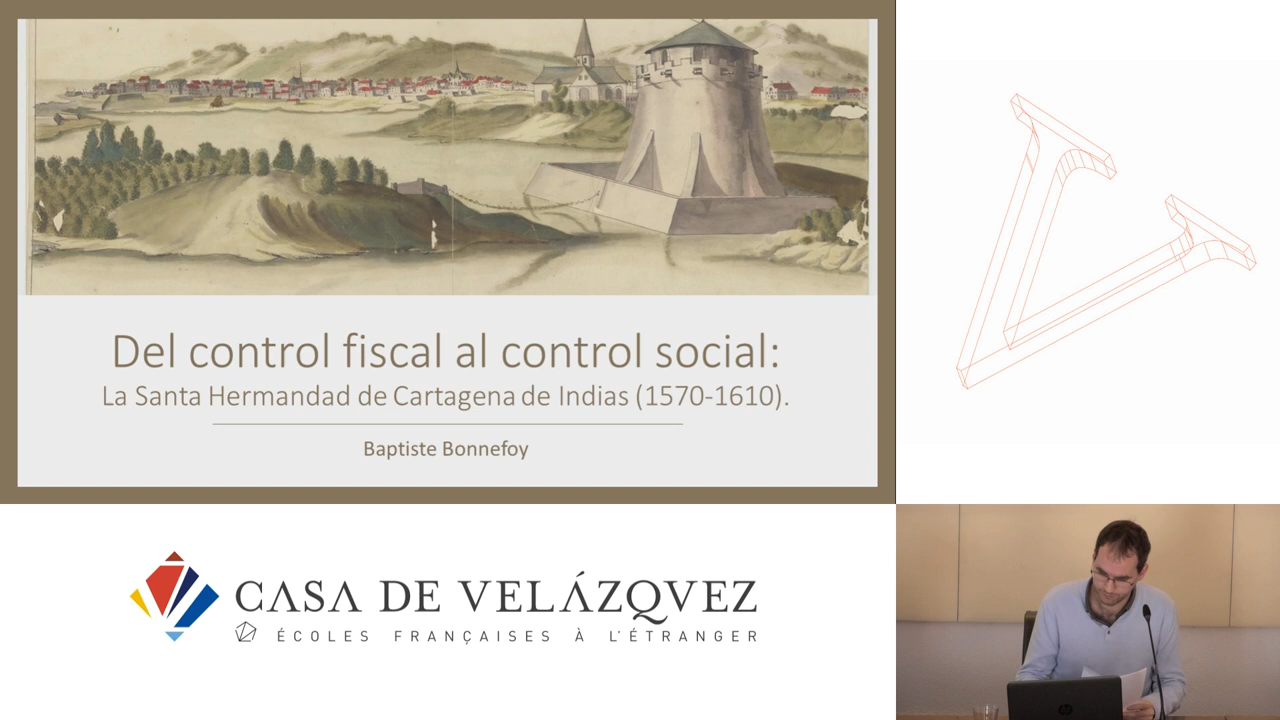 Del control fiscal al control social:
La Santa Hermandad de Cartagena de Indias (1570-1610).
Baptiste Bonnefoy
CASA DE VELÁZQVEZ
ÉCOLES FRANÇAISES À L'ÉTRANGER
hp